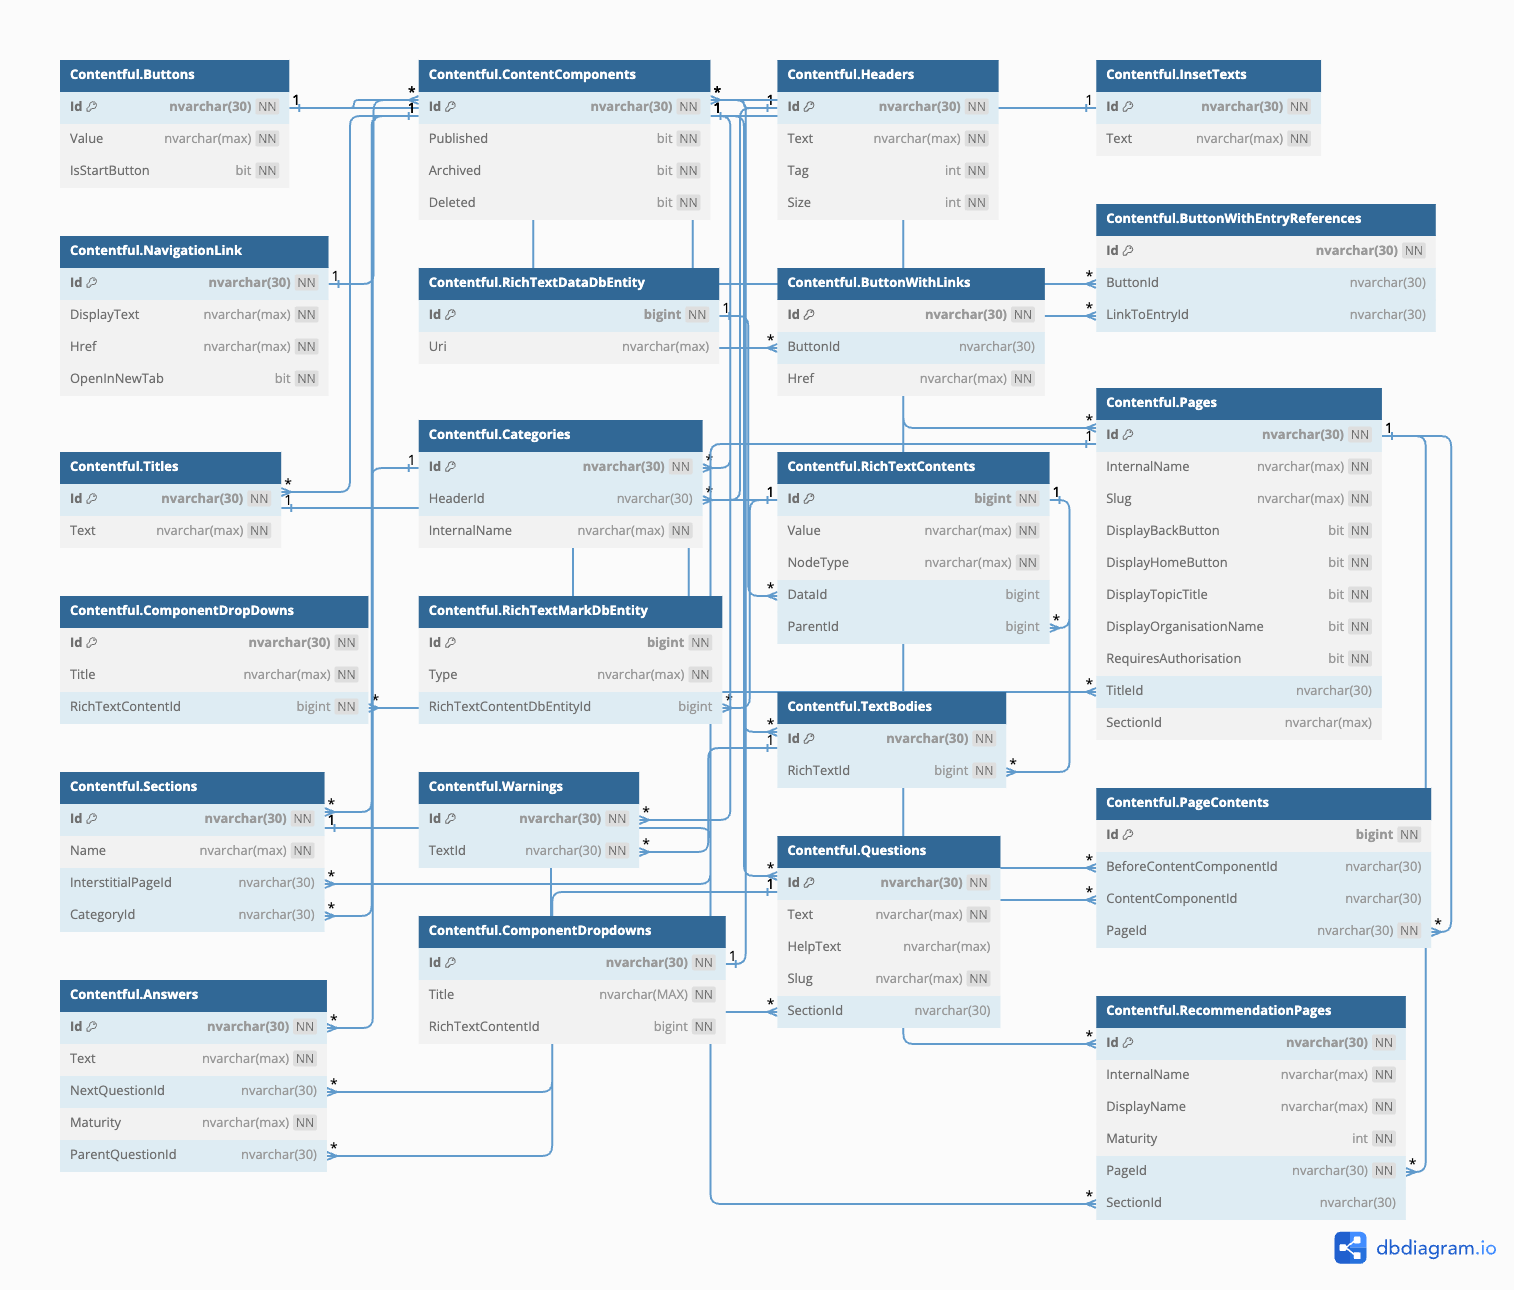 Contentful.Buttons
Id nvarchar(30) NN
Value nvarchar(max) NN
IsStartButton bit NN
Contentful.NavigationLink
Id nvarchar(30) NN
DisplayText nvarchar(max) NN
Href nvarchar(max) NN
OpenInNewTab bit NN
Contentful.Titles
Id nvarchar(30) NN
Text nvarchar(max) NN
Contentful.ComponentDropDowns
Id nvarchar(30) NN
Title nvarchar(max) NN
RichTextContentId bigint NN
Contentful.Sections
Id nvarchar(30) NN
Name nvarchar(max) NN
InterstitialPageId nvarchar(30)
CategoryId nvarchar(30)
Contentful.Answers
Id nvarchar(30) NN
Text nvarchar(max) NN
NextQuestionId nvarchar(30)
Maturity nvarchar(max) NN
ParentQuestionId nvarchar(30)
Contentful.ContentComponents
Id nvarchar(30) NN
Published bit NN
Archived bit NN
Deleted bit NN
Contentful.RichTextDataDbEntity
Id bigint NN
Uri nvarchar(max)
Contentful.Categories
Id nvarchar(30) NN
HeaderId nvarchar(30)
InternalName nvarchar(max) NN
Contentful.RichTextMarkDbEntity
Id bigint NN
Type nvarchar(max) NN
RichTextContentDbEntityId bigint
Contentful.Warnings
Id nvarchar(30) NN
TextId nvarchar(30) NN
Contentful.ComponentDropdowns
Id nvarchar(30) NN
Title nvarchar(MAX) NN
RichTextContentId bigint NN
Contentful.Headers
Id nvarchar(30) NN
Text nvarchar(max) NN
Tag int NN
Size int NN
Contentful.ButtonWithLinks
Id nvarchar(30) NN
ButtonId nvarchar(30)
Href nvarchar(max) NN
Contentful.RichTextContents
Id bigint NN
Value nvarchar(max) NN
NodeType nvarchar(max) NN
DataId bigint
ParentId bigint
Contentful.TextBodies
Id nvarchar(30) NN
RichTextId bigint NN
Contentful.Questions
Id nvarchar(30) NN
Text nvarchar(max) NN
HelpText nvarchar(max)
Slug nvarchar(max) NN
SectionId nvarchar(30)
Contentful.InsetTexts
Id nvarchar(30) NN
Text nvarchar(max) NN
Contentful.ButtonWithEntryReferences
Id nvarchar(30) NN
ButtonId nvarchar(30)
LinkToEntryId nvarchar(30)
Contentful.Pages
Id nvarchar(30) NN
InternalName nvarchar(max) NN
Slug nvarchar(max) NN
DisplayBackButton bit NN
DisplayHomeButton bit NN
DisplayTopicTitle bit NN
DisplayOrganisationName bit NN
RequiresAuthorisation bit NN
TitleId nvarchar(30)
SectionId nvarchar(max)
Contentful.PageContents
Id bigint NN
BeforeContentComponentId nvarchar(30)
ContentComponentId nvarchar(30)
PageId nvarchar(30) NN
Contentful.RecommendationPages
Id nvarchar(30) NN
InternalName nvarchar(max) NN
DisplayName nvarchar(max) NN
Maturity int NN
PageId nvarchar(30) NN
SectionId nvarchar(30)
dbdiagram.io